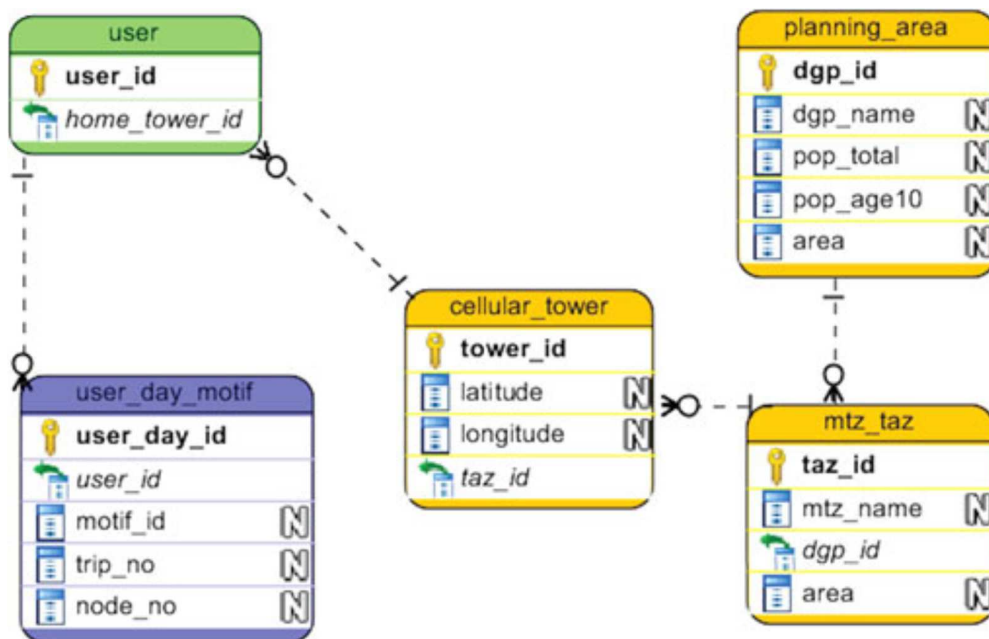 user
user_id
home_tower_id
planning_area
dgp_id
dgp_name N
pop_total N
pop_age10 N
area N
cellular_tower
tower_id
latitude N
longitude N
taz_id
user_day_motif
user_day_id
user_id
motif_id N
trip_no N
node_no N
mtz_taz
taz_id
mtz_name N
dgp_id
area N